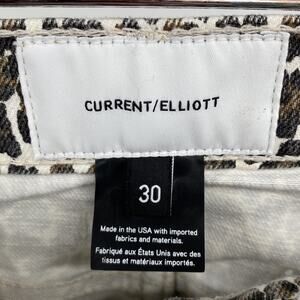 CURRENT/ELLIOTT
30
Made in the USA with imported
fabrics and materials.
Fabriqué aux États Unis avec des
tissus et matériaux importés.